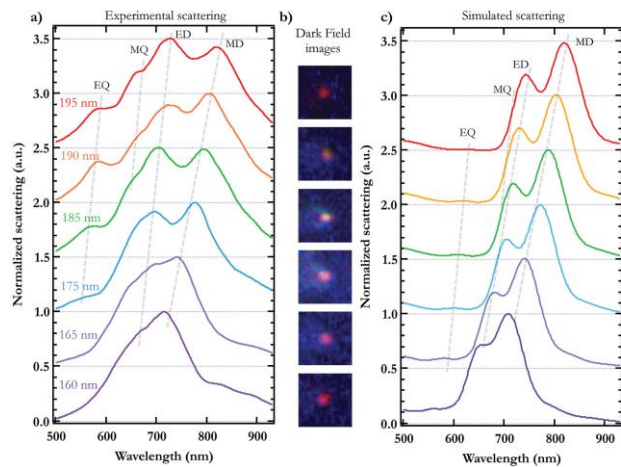 a)
Experimental scattering
EQ
MQ
ED
MD
195 nm
190 nm
185 nm
175 nm
165 nm
160 nm
3.5
3.0
2.5
2.0
1.5
1.0
0.5
0.0
Normalized scattering (a.u.)
500 600 700 800 900
Wavelength (nm)
b)
Dark Field
images
c)
Simulated scattering
EQ
MQ
ED
MD
3.5
3.0
2.5
2.0
1.5
1.0
0.5
0.0
Normalized scattering (a.u.)
500 600 700 800 900
Wavelength (nm)